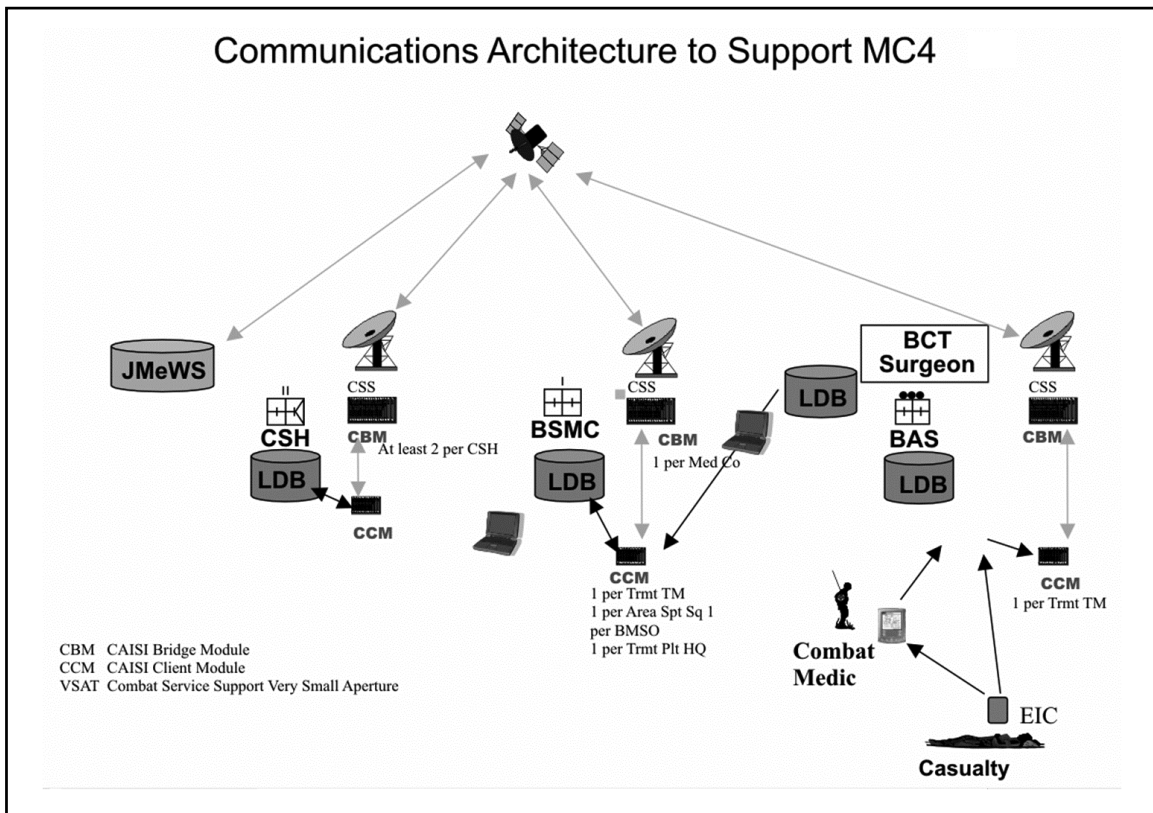 Communications Architecture to Support MC4
JMeWS
CSH
LDB
CSS
CBM
At least 2 per CSH
CCM
BSMC
LDB
CSS
CBM
1 per Med Co
CCM
1 per Trmt TM
1 per Area Spt Sq 1
per BMSO
1 per Trmt Plt HQ
LDB
BCT
Surgeon
BAS
LDB
CSS
CBM
CCM
1 per Trmt TM
Combat
Medic
EIC
Casualty
CBM CAISI Bridge Module
CCM CAISI Client Module
VSAT Combat Service Support Very Small Aperture